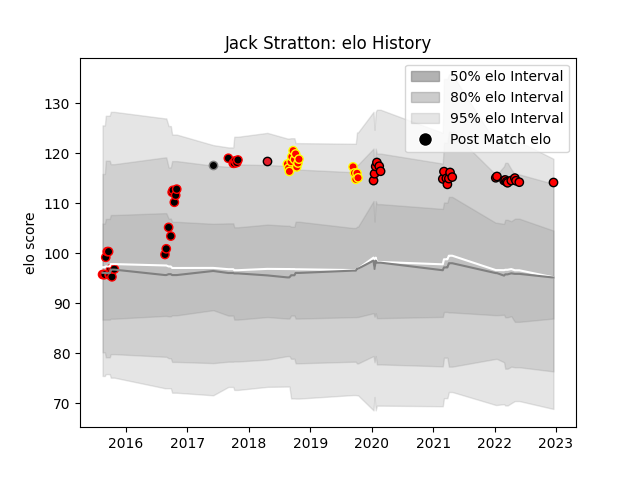 Jack Stratton: elo History
50% elo Interval
80% elo Interval
95% elo Interval
Post Match elo
elo score
130
120
110
100
90
80
70
2016 2017 2018 2019 2020 2021 2022 2023